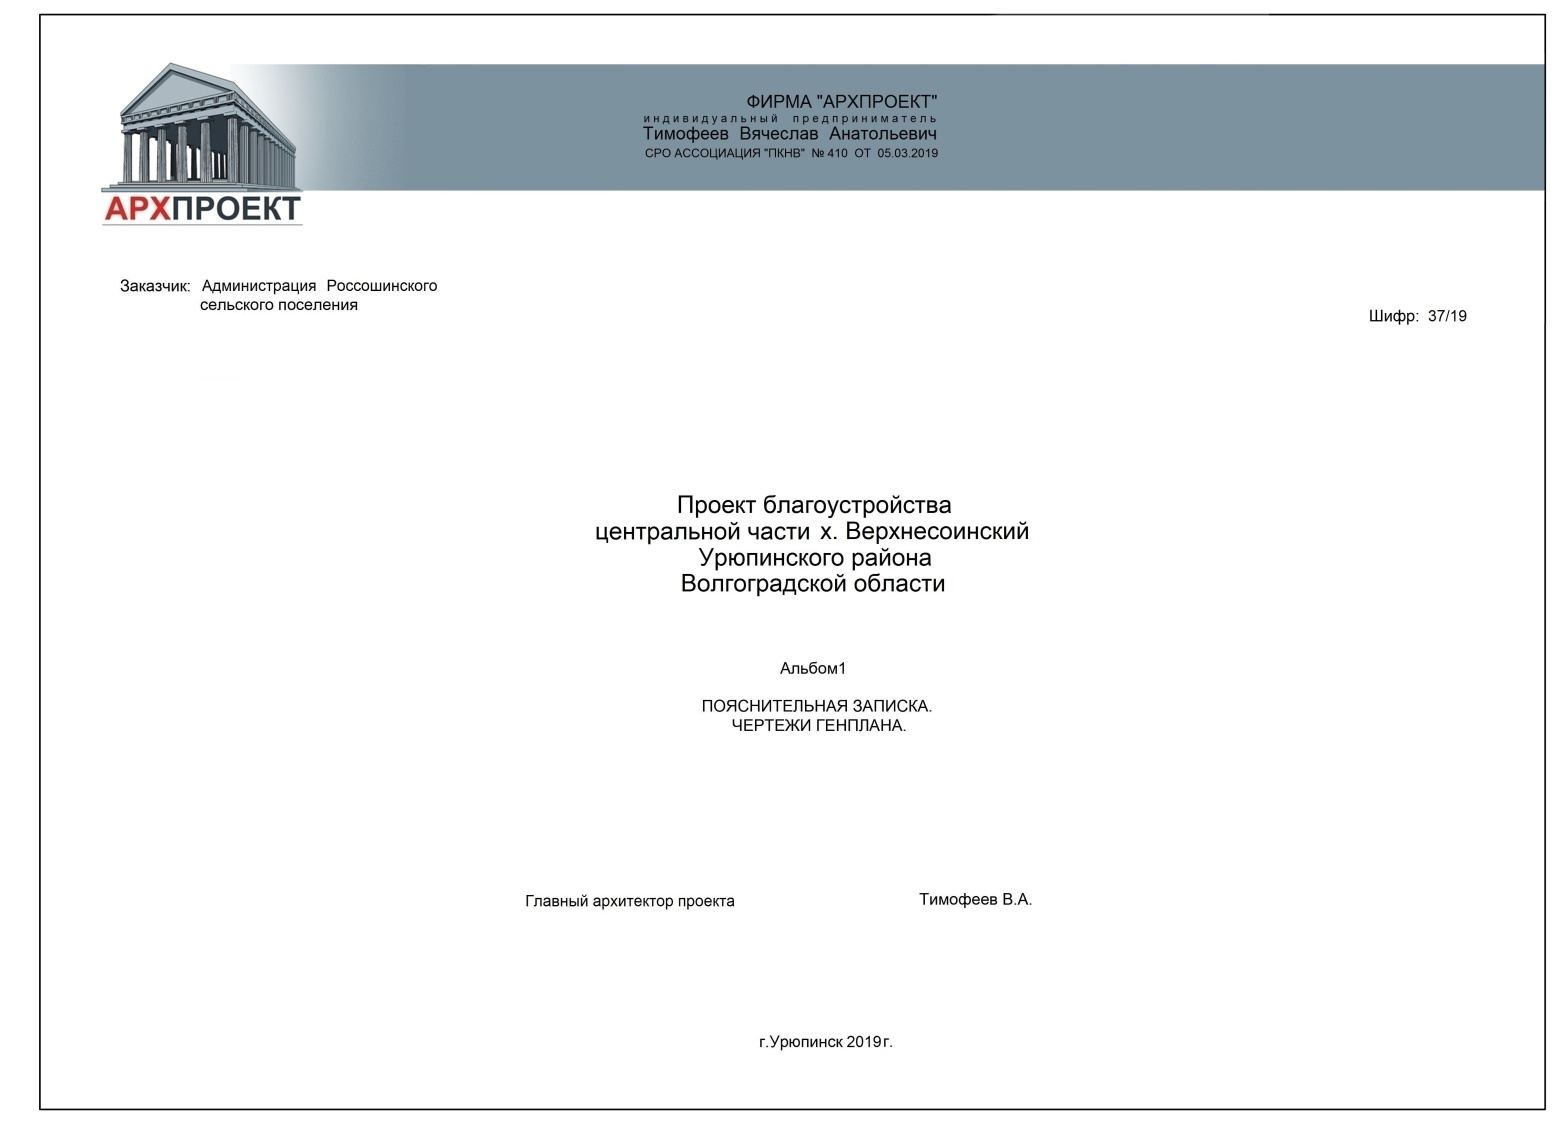 ФИРМА "АРХПРОЕКТ"
индивидуальный предприниматель
Тимофеев Вячеслав Анатольевич
СРО АССОЦИАЦИЯ "ПКНВ" № 410 ОТ 05.03.2019
АРХПРОЕКТ
Заказчик: Администрация Россошинского
сельского поселения
Шифр: 37/19
Проект благоустройства
центральной части х. Верхнесоинский
Урюпинского района
Волгоградской области
Альбом1
ПОЯСНИТЕЛЬНАЯ ЗАПИСКА.
ЧЕРТЕЖИ ГЕНПЛАНА.
Главный архитектор проекта Тимофеев В.А.
г.Урюпинск 2019г.